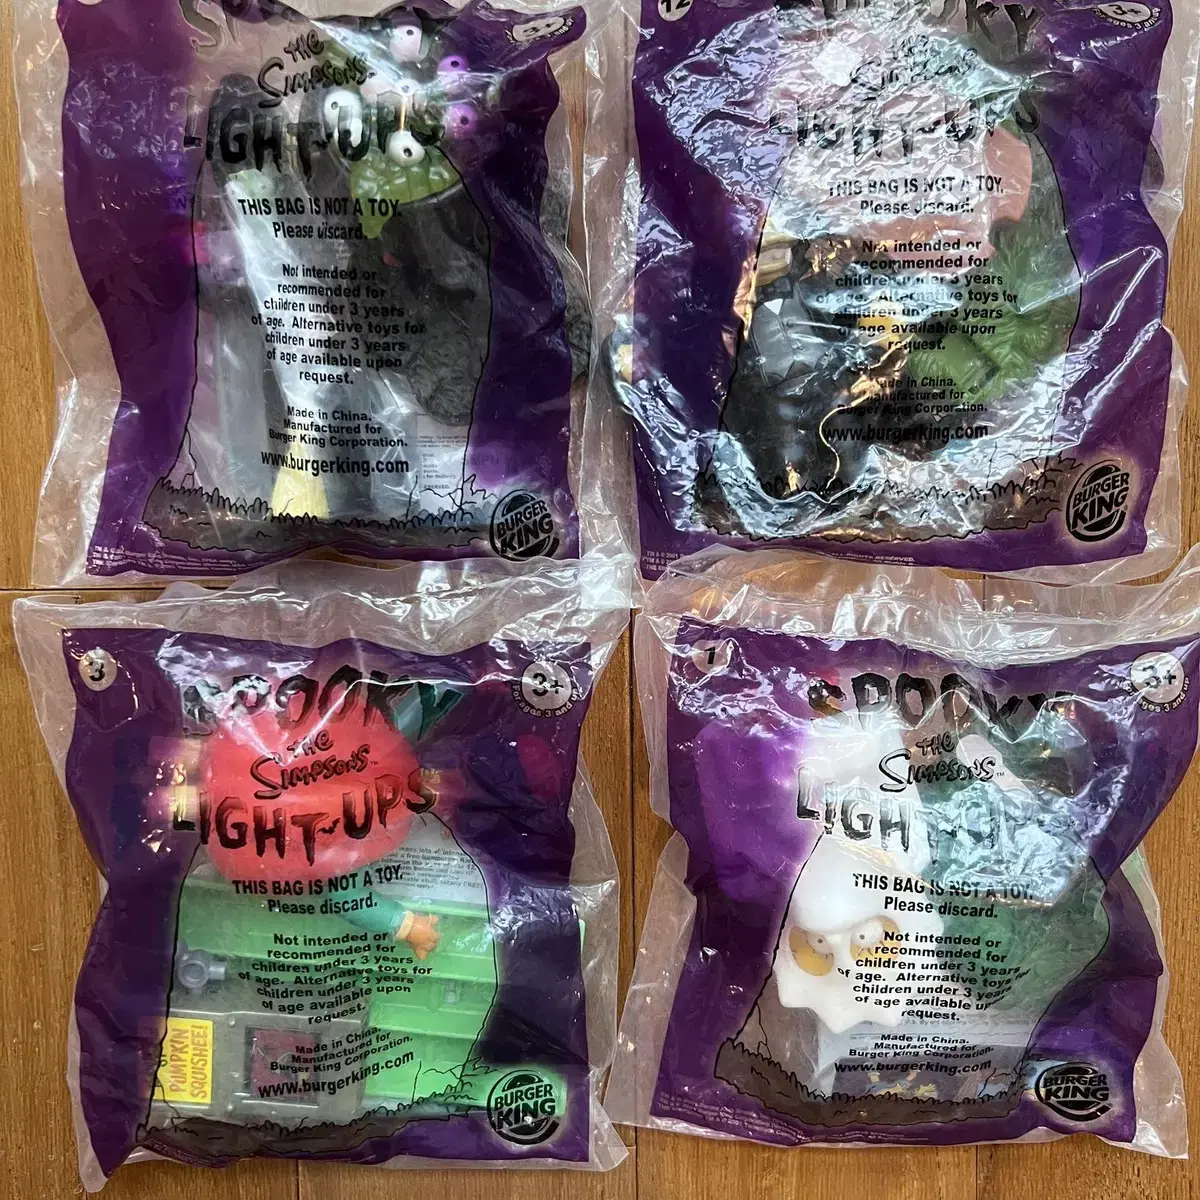 SPOOKY
THE
SIMPSONS
LIGHT-UPS
THIS BAG IS NOT A TOY.
Please discard.
Not intended or
recommended for
children under 3 years
of age. Alternative toys for
children under 3 years
of age available upon
request.
Made in China.
Manufactured for
Burger King Corporation.
www.burgerking.com
BURGER
KING
12
SPOOKY
THE
LIGHT-UPS
THIS BAG IS NOT A TOY.
Please discard.
Not intended or
recommended for
children under 3 years
of age. Alternative toys for
children under 3 years
of age available upon
request.
Made in China.
Manufactured for
Burger King Corporation.
www.burgerking.com
BURGER
KING
3
3+
For ages 3 and up
SPOOKY
THE
SIMPSONS
LIGHT-UPS
THIS BAG IS NOT A TOY.
Please discard.
Not intended or
recommended for
children under 3 years
of age. Alternative toys for
children under 3 years
of age available upon
request.
PUMPKIN
SQUISHEE!
Made in China.
Manufactured for
Burger King Corporation.
www.burgerking.com
BURGER
KING
1
3+
SPOOKY
THE
SIMPSONS
LIGHT-UPS
THIS BAG IS NOT A TOY.
Please discard.
Not intended or
recommended for
children under 3 years
of age. Alternative toys for
children under 3 years
of age available upon
request.
Made in China.
Manufactured for
Burger King Corporation.
www.burgerking.com
BURGER
KING